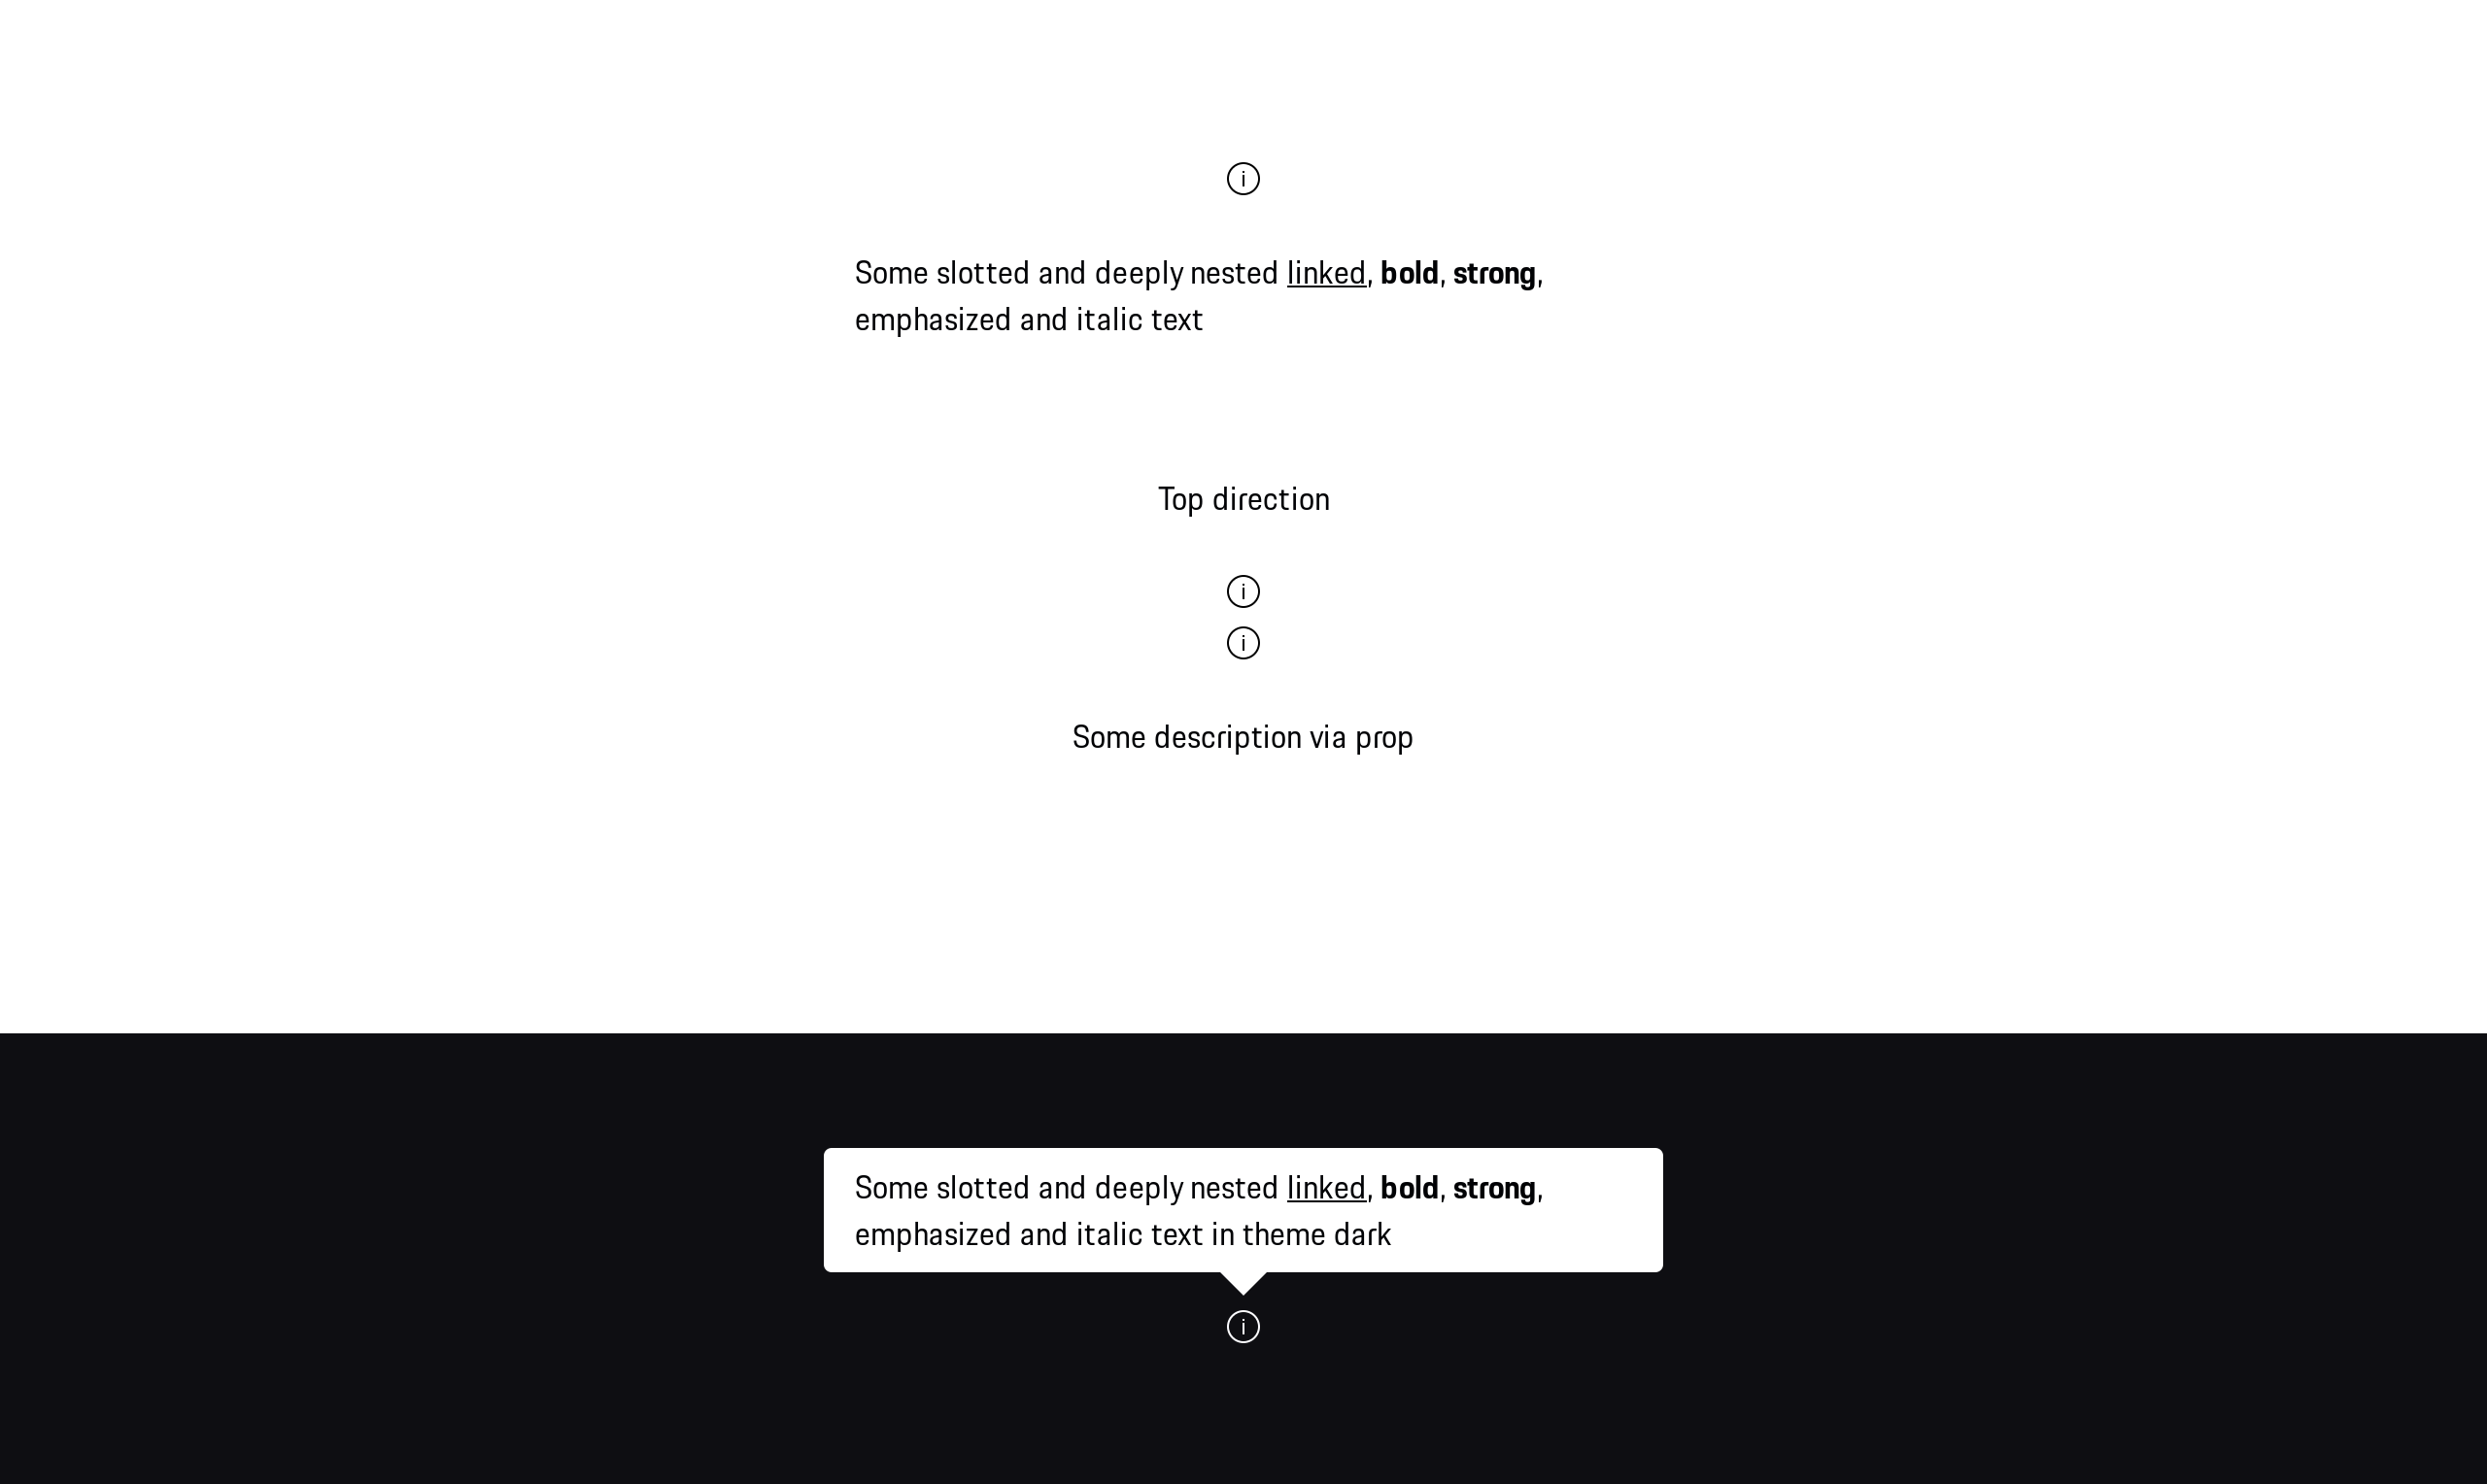 i
Some slotted and deeply nested linked, bold, strong,
emphasized and italic text
Top direction
i
i
Some description via prop
Some slotted and deeply nested linked, bold, strong,
emphasized and italic text in theme dark
i